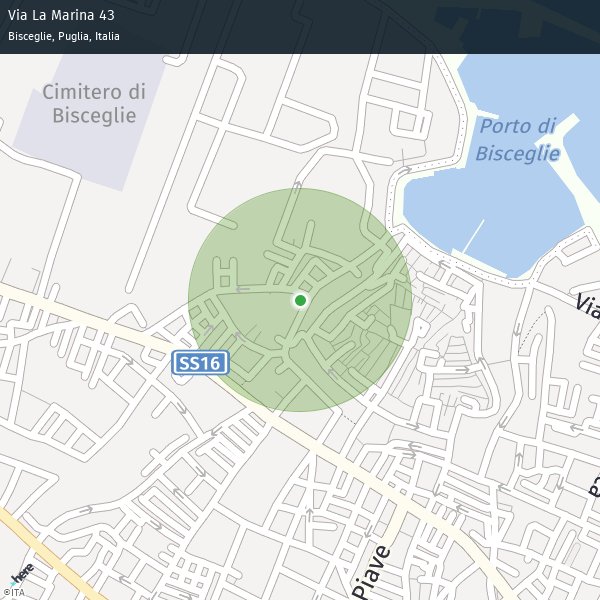 Via La Marina 43
Bisceglie, Puglia, Italia
Cimitero di
Bisceglie
Porto di
Bisceglie
Via
SS16
Piave
here
©ITA